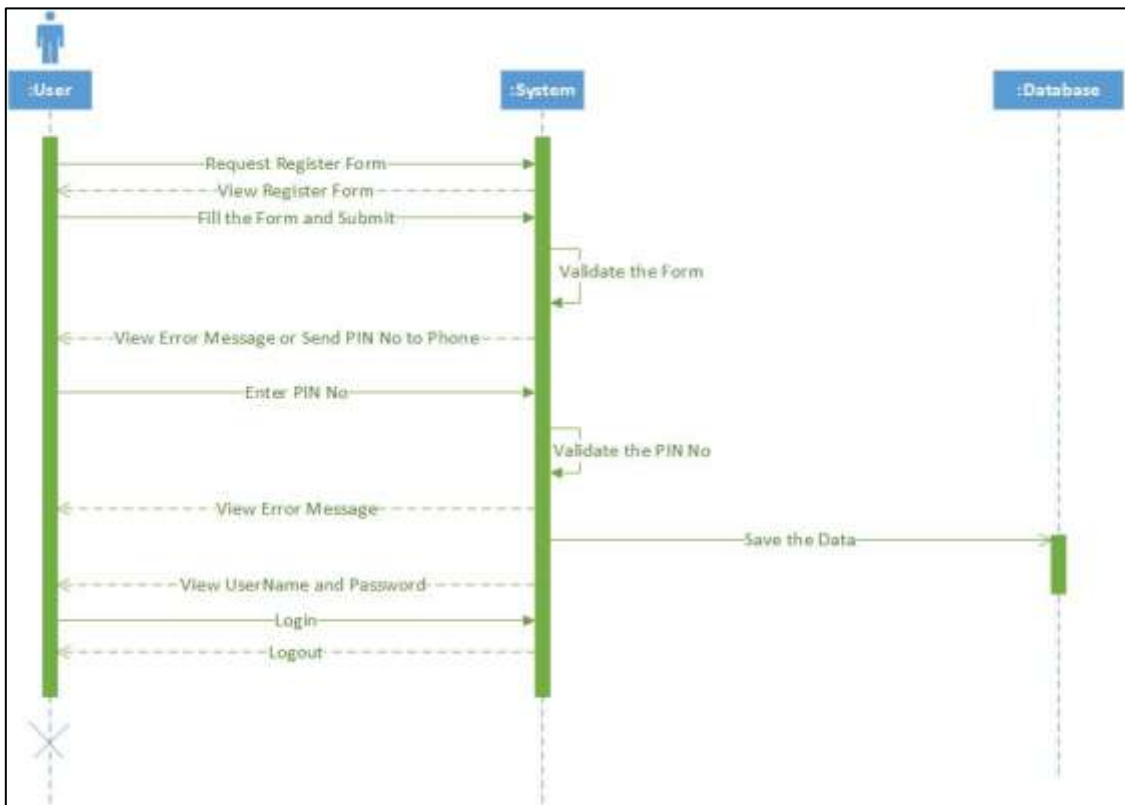 :User
:System
:Database
Request Register Form
View Register Form
Fill the Form and Submit
Validate the Form
View Error Message or Send PIN No to Phone
Enter PIN No
Validate the PIN No
View Error Message
Save the Data
View UserName and Password
Login
Logout